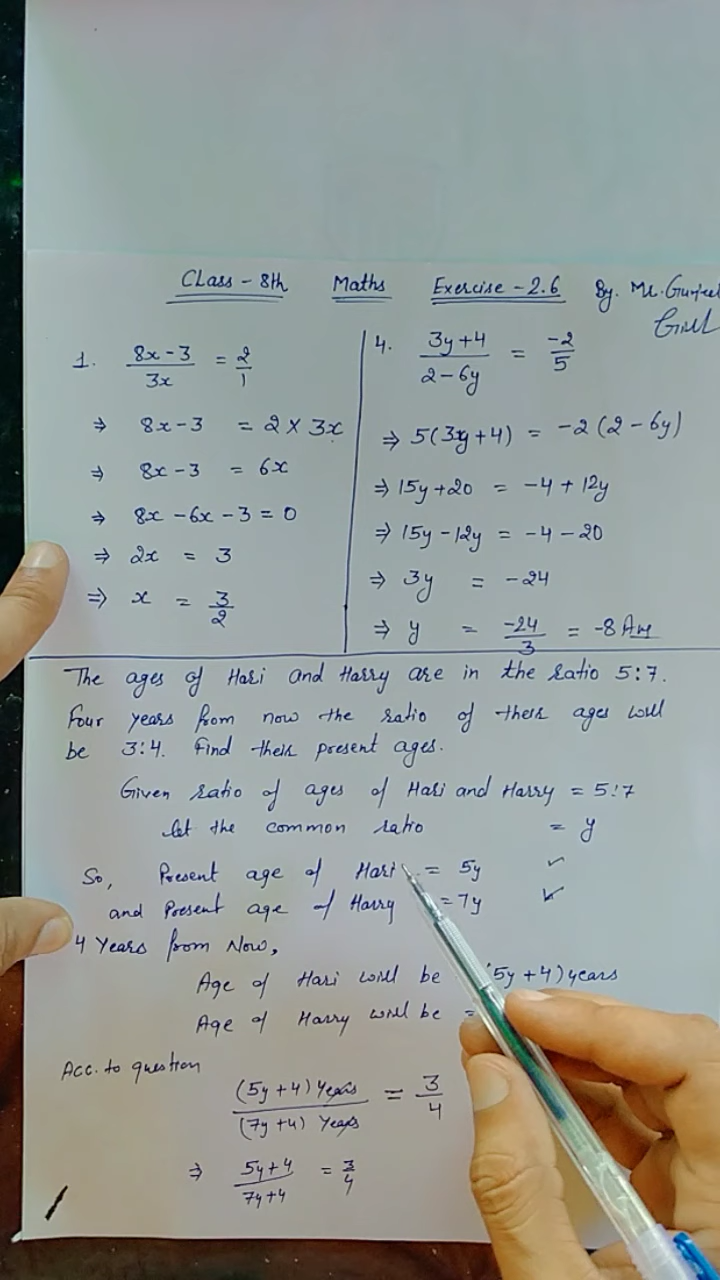 Class - 8th Maths Exercise - 2.6 By. Mr. Gurjeet
Gill
1. 8x - 3 / 3x = 2 / 1
⇒ 8x - 3 = 2 × 3x
⇒ 8x - 3 = 6x
⇒ 8x - 6x - 3 = 0
⇒ 2x = 3
⇒ x = 3 / 2
4. 3y + 4 / 2 - 6y = -2 / 5
⇒ 5(3y + 4) = -2(2 - 6y)
⇒ 15y + 20 = -4 + 12y
⇒ 15y - 12y = -4 - 20
⇒ 3y = -24
⇒ y = -24 / 3 = -8 Ans
The ages of Hari and Harry are in the ratio 5:7.
Four years from now the ratio of their ages will
be 3:4. Find their present ages.
Given ratio of ages of Hari and Harry = 5:7
let the common ratio = y
So, Present age of Hari = 5y ✓
and Present age of Harry = 7y ✓
4 Years from Now,
Age of Hari will be (5y + 4) years
Age of Harry will be =
Acc. to question
(5y + 4) Years / (7y + 4) Years = 3 / 4
⇒ 5y + 4 / 7y + 4 = 3 / 4